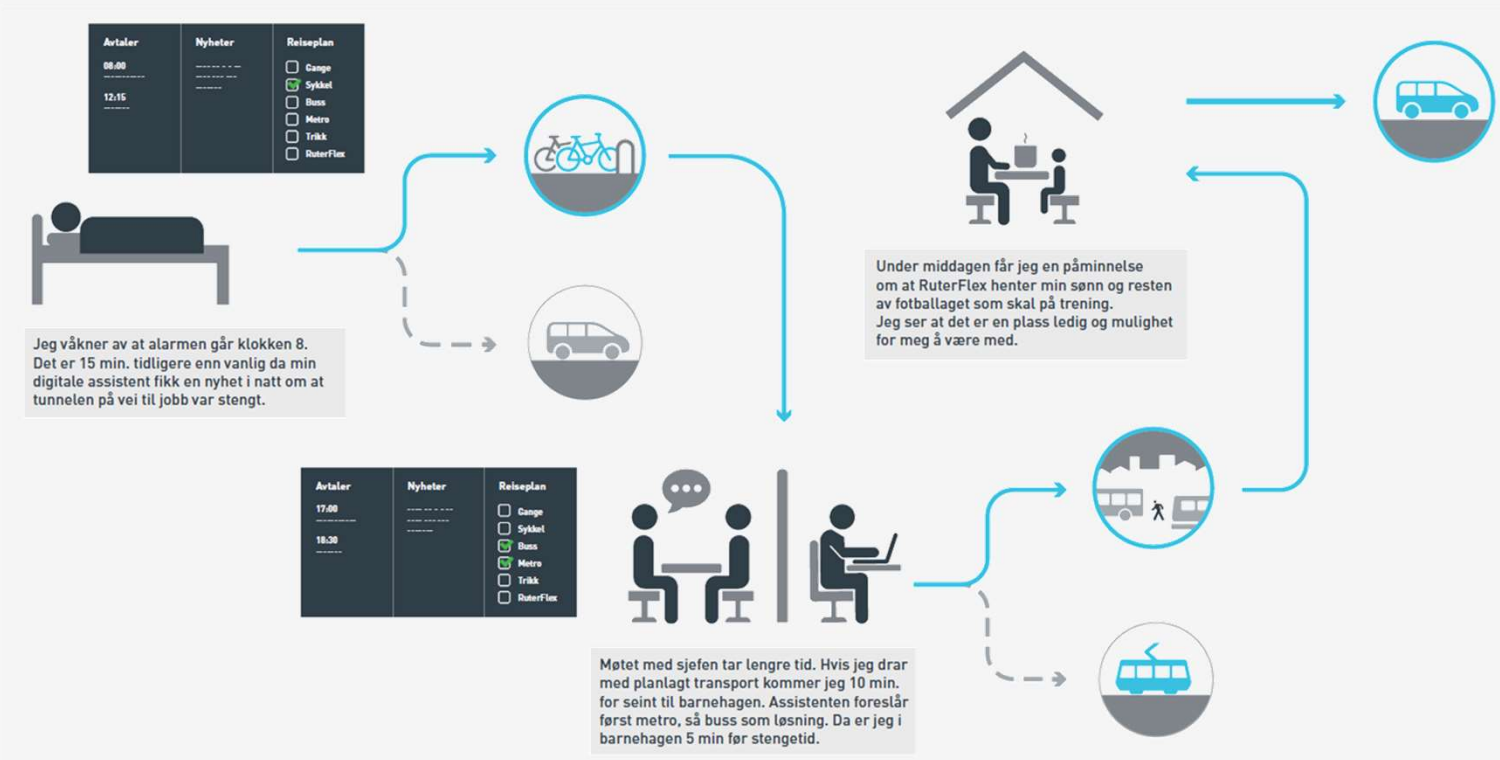 Avtaler
08:00
12:15
Nyheter
Reiseplan
Gange
Sykkel
Buss
Metro
Trikk
RuterFlex
Jeg våkner av at alarmen går klokken 8.
Det er 15 min. tidligere enn vanlig da min
digitale assistent fikk en nyhet i natt om at
tunnelen på vei til jobb var stengt.
Avtaler
17:00
18:30
Nyheter
Reiseplan
Gange
Sykkel
Buss
Metro
Trikk
RuterFlex
Møtet med sjefen tar lengre tid. Hvis jeg drar
med planlagt transport kommer jeg 10 min.
for seint til barnehagen. Assistenten foreslår
først metro, så buss som løsning. Da er jeg i
barnehagen 5 min før stengetid.
Under middagen får jeg en påminnelse
om at RuterFlex henter min sønn og resten
av fotballaget som skal på trening.
Jeg ser at det er en plass ledig og mulighet
for meg å være med.